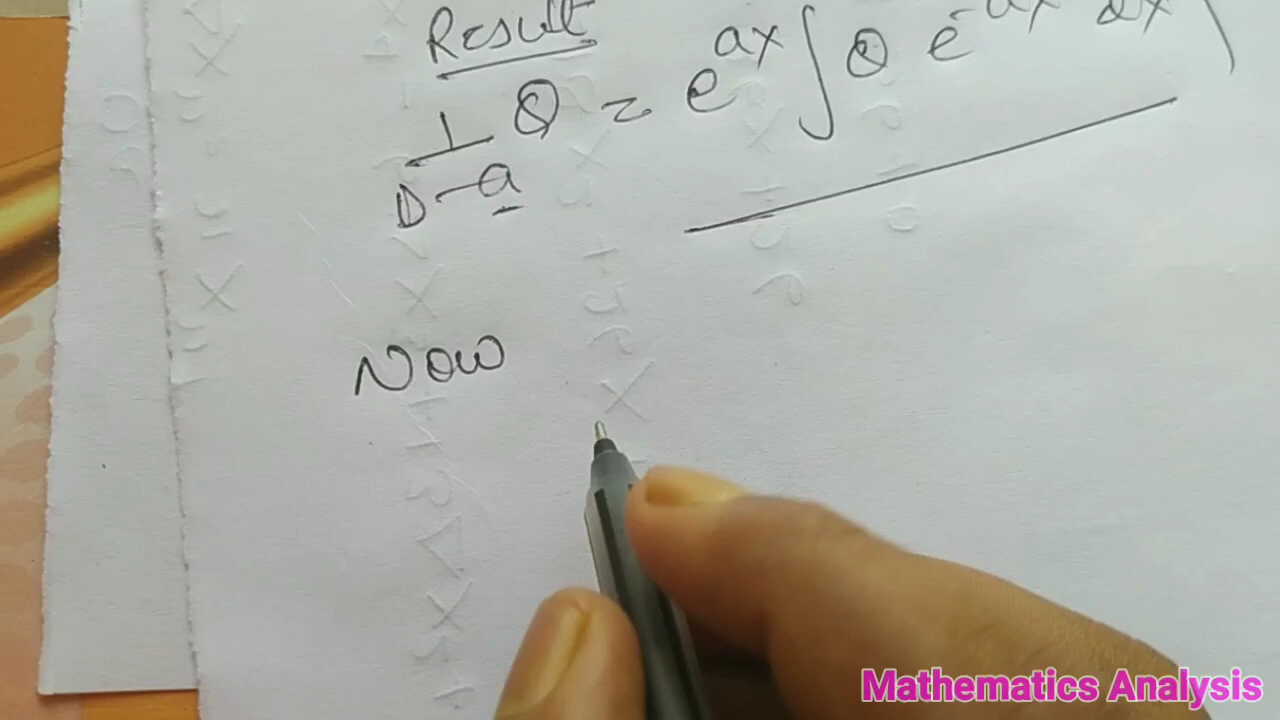 Result
1/(D-a) Q = e^{ax} ∫ Q e^{-ax} dx
Now
Mathematics Analysis